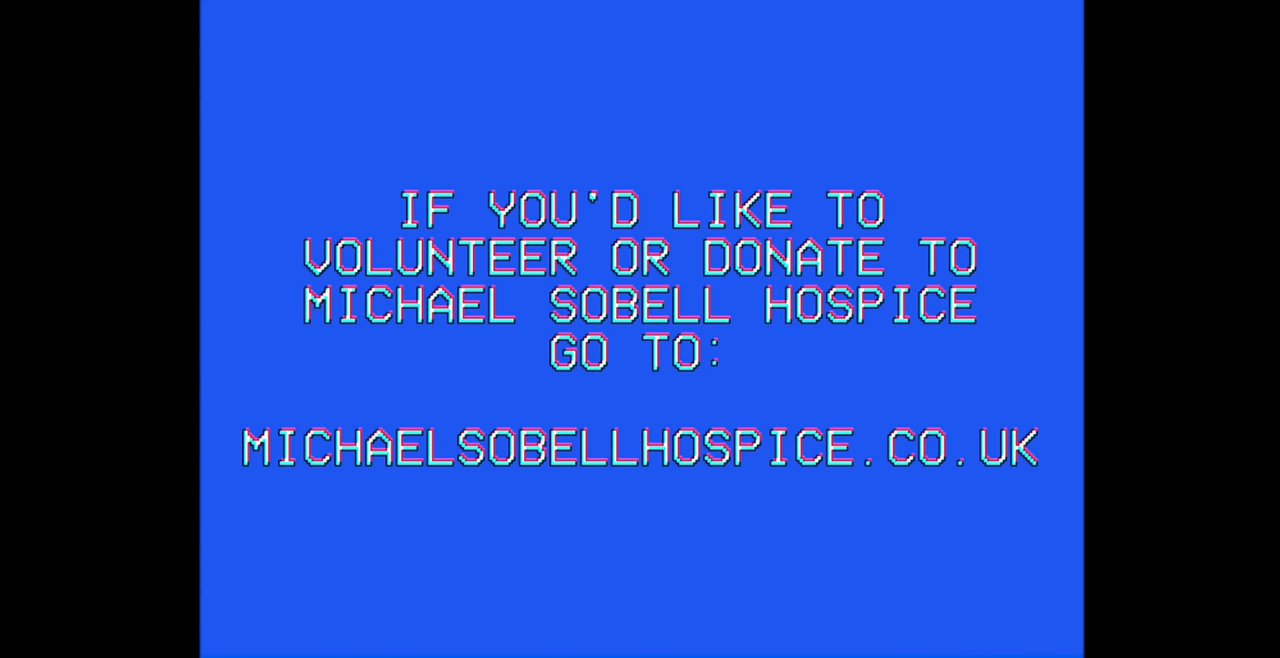 IF YOU'D LIKE TO
VOLUNTEER OR DONATE TO
MICHAEL SOBELL HOSPICE
GO TO:
MICHAELSOBELLHOSPICE.CO.UK